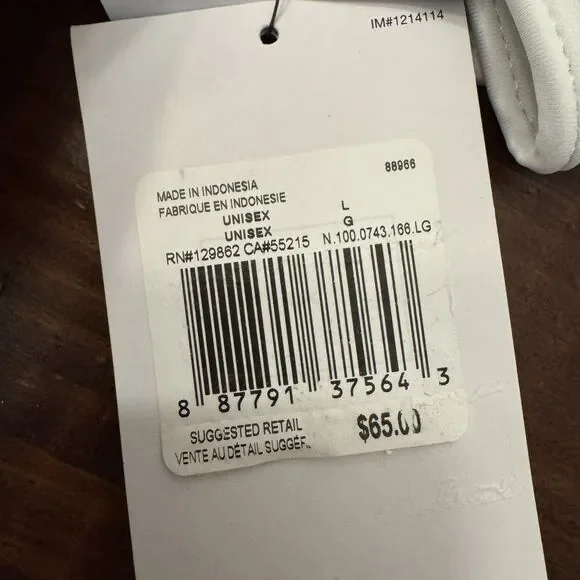 IM#1214114
88966
MADE IN INDONESIA
FABRIQUE EN INDONESIE
UNISEX L
UNISEX G
RN#129862 CA#55215 N.100.0743.166.LG
8 87791 37564 3
SUGGESTED RETAIL $65.00
VENTE AU DÉTAIL SUGGÉR.